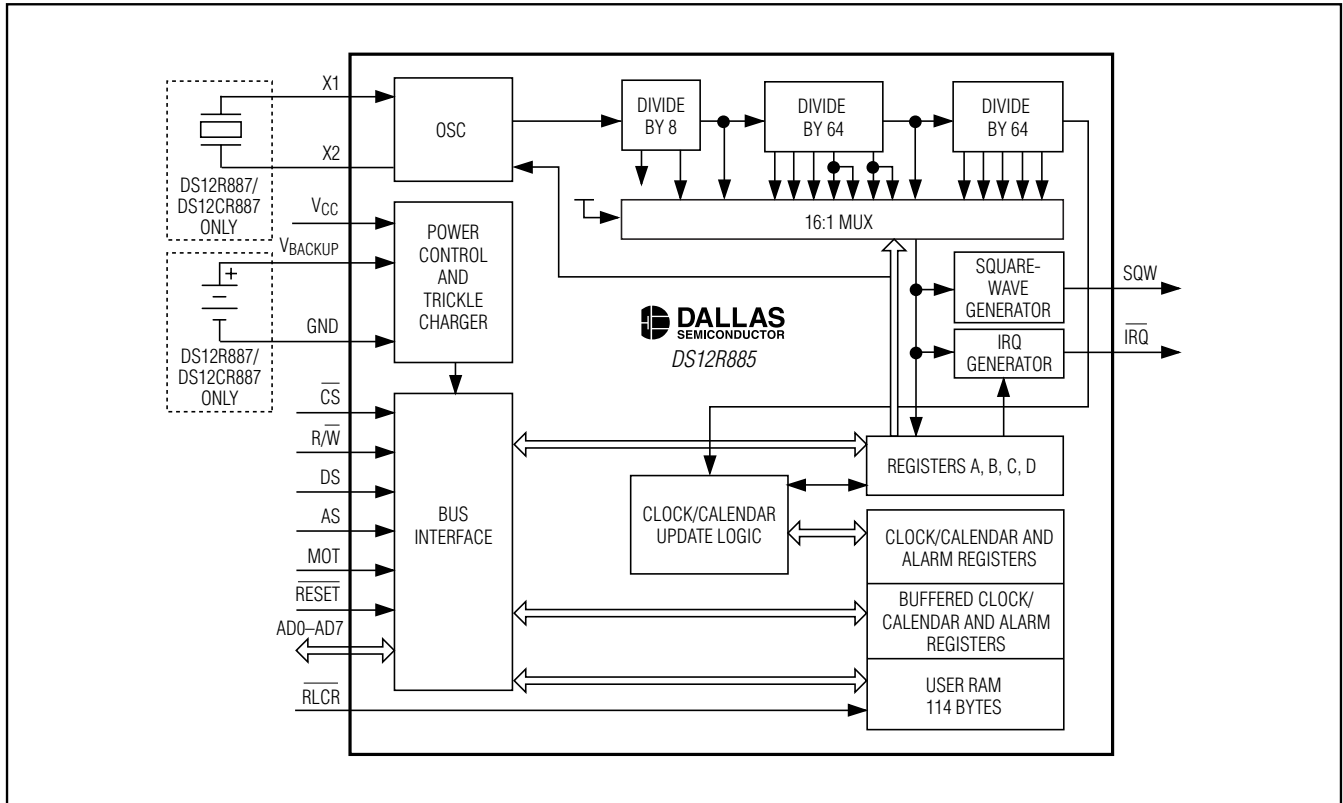 X1
X2
DS12R887/
DS12CR887
ONLY
VCC
VBACKUP
+
GND
DS12R887/
DS12CR887
ONLY
CS
R/W
DS
AS
MOT
RESET
AD0–AD7
RLCR
OSC
DIVIDE
BY 8
DIVIDE
BY 64
DIVIDE
BY 64
16:1 MUX
POWER
CONTROL
AND
TRICKLE
CHARGER
DALLAS
SEMICONDUCTOR
DS12R885
SQUARE-
WAVE
GENERATOR
SQW
IRQ
GENERATOR
IRQ
BUS
INTERFACE
REGISTERS A, B, C, D
CLOCK/CALENDAR
UPDATE LOGIC
CLOCK/CALENDAR AND
ALARM REGISTERS
BUFFERED CLOCK/
CALENDAR AND ALARM
REGISTERS
USER RAM
114 BYTES